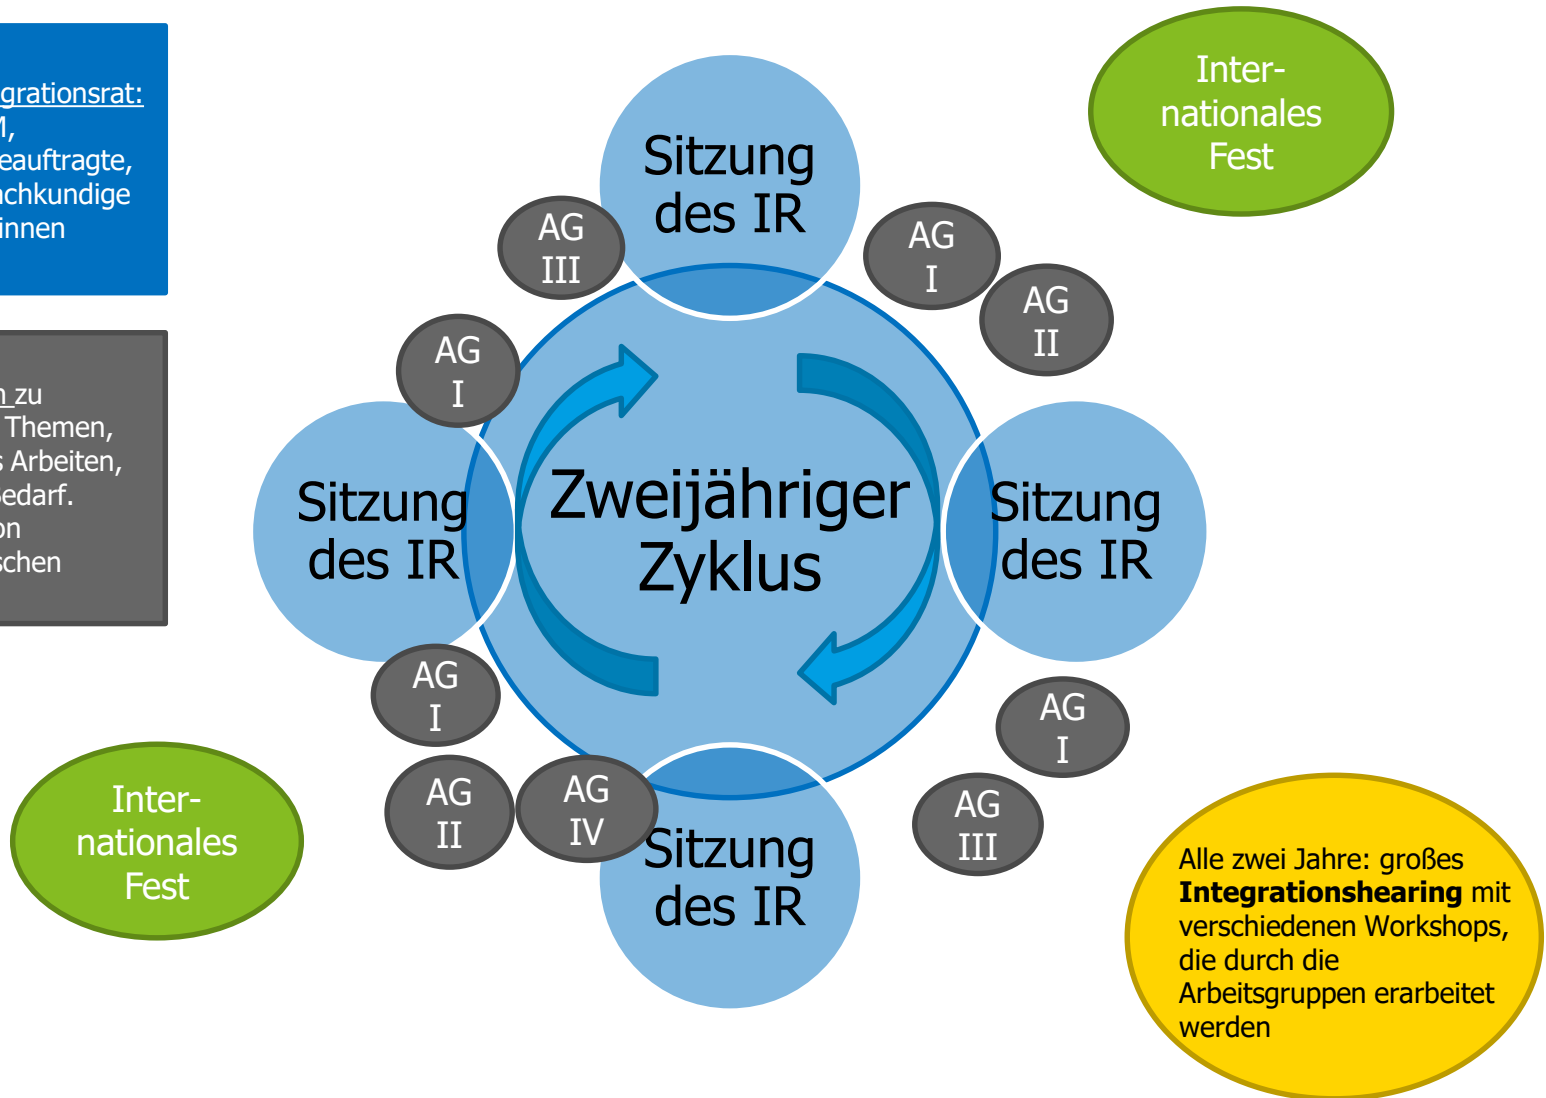 grationsrat:
eauftragte,
achkundige
innen
zu
Themen,
s Arbeiten,
Bedarf.
on
schen
Inter-
nationales
Fest
Sitzung
des IR
AG
III
AG
I
AG
II
AG
I
Sitzung
des IR
Zweijähriger
Zyklus
Sitzung
des IR
AG
I
AG
II
AG
IV
Sitzung
des IR
AG
I
AG
III
Inter-
nationales
Fest
Alle zwei Jahre: großes
Integrationshearing mit
verschiedenen Workshops,
die durch die
Arbeitsgruppen erarbeitet
werden